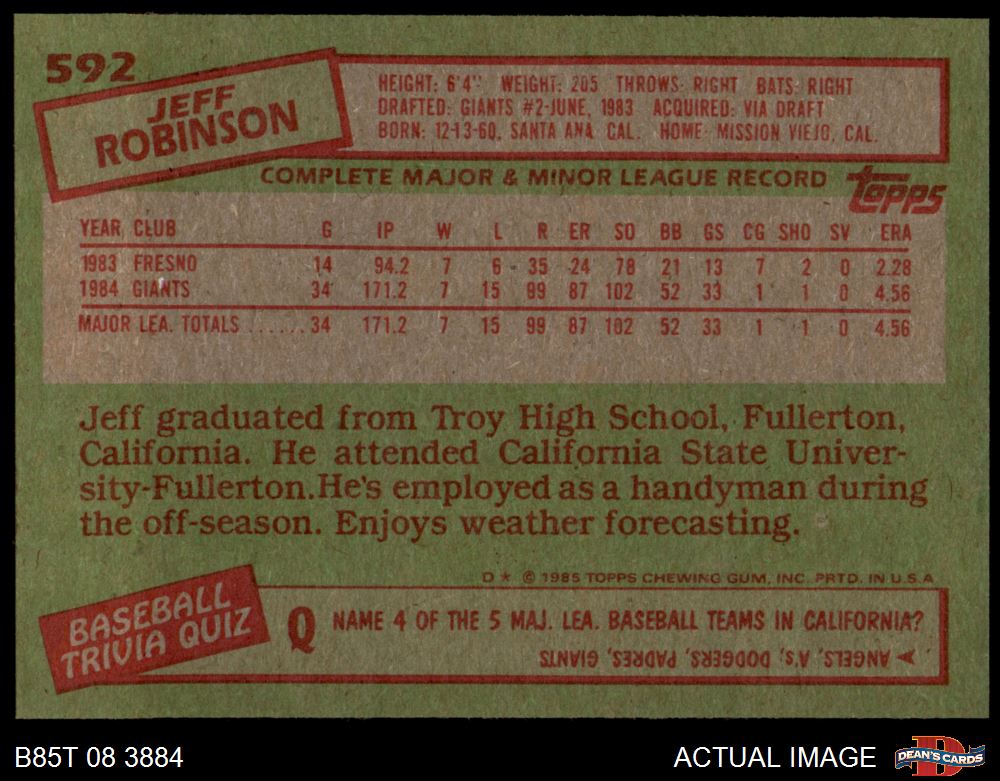 592
JEFF
ROBINSON
HEIGHT: 6'4" WEIGHT: 205 THROWS: RIGHT BATS: RIGHT
DRAFTED: GIANTS #2-JUNE, 1983 ACQUIRED: VIA DRAFT
BORN: 12-13-60, SANTA ANA CAL. HOME: MISSION VIEJO, CAL.
COMPLETE MAJOR & MINOR LEAGUE RECORD
topps
YEAR CLUB G IP W L R ER SO BB GS CG SHO SV ERA
1983 FRESNO 14 94.2 7 6 35 24 78 21 13 7 2 0 2.28
1984 GIANTS 34 171.2 7 15 99 87 102 52 33 1 1 0 4.56
MAJOR LEA. TOTALS ...... 34 171.2 7 15 99 87 102 52 33 1 1 0 4.56
Jeff graduated from Troy High School, Fullerton,
California. He attended California State Univer-
sity-Fullerton.He's employed as a handyman during
the off-season. Enjoys weather forecasting.
D * © 1985 TOPPS CHEWING GUM, INC. PRTD. IN U.S.A.
BASEBALL
TRIVIA QUIZ
Q NAME 4 OF THE 5 MAJ. LEA. BASEBALL TEAMS IN CALIFORNIA?
ANGELS, A's, DODGERS, PADRES, GIANTS
B85T 08 3884
ACTUAL IMAGE
D
DEAN'S CARDS